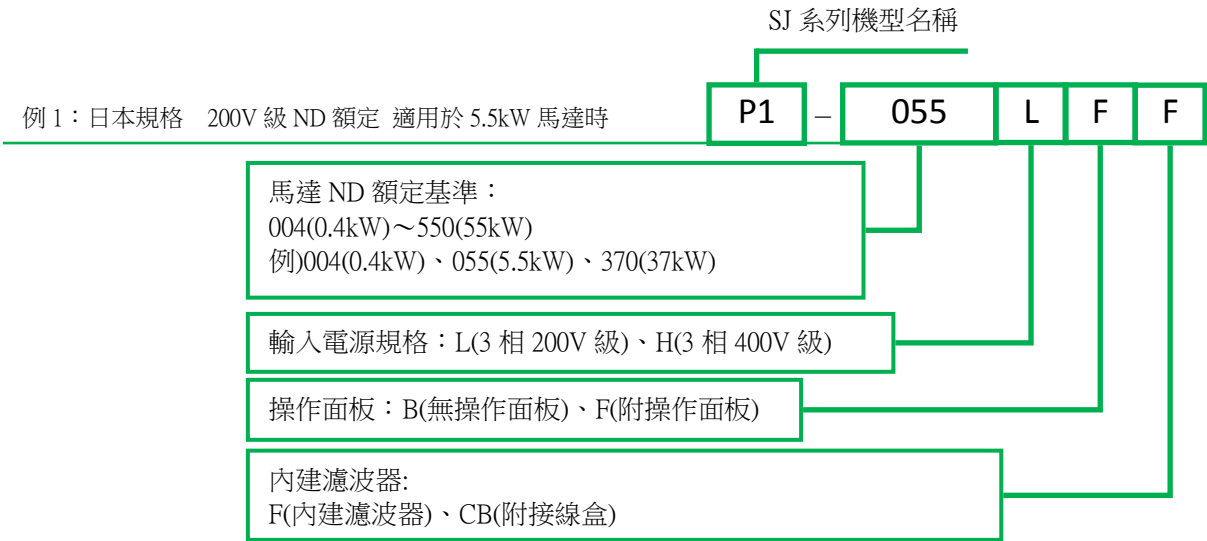 SJ 系列機型名稱
例 1：日本規格　200V 級 ND 額定 適用於 5.5kW 馬達時
P1 – 055 L F F
馬達 ND 額定基準：
004(0.4kW)～550(55kW)
例)004(0.4kW)、055(5.5kW)、370(37kW)
輸入電源規格：L(3 相 200V 級)、H(3 相 400V 級)
操作面板：B(無操作面板)、F(附操作面板)
內建濾波器:
F(內建濾波器)、CB(附接線盒)